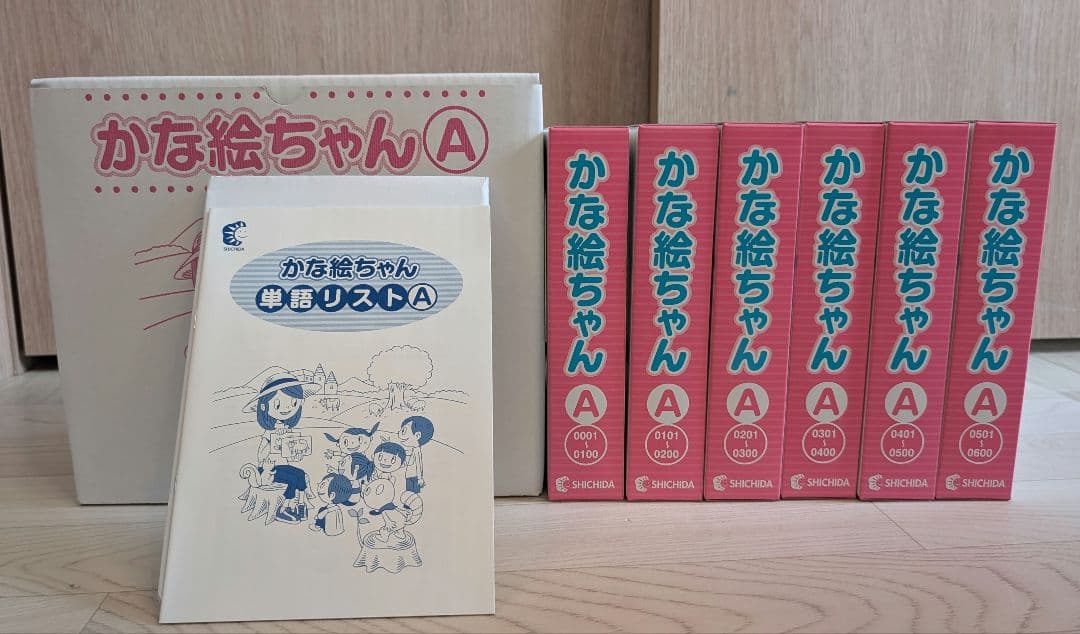 かな絵ちゃんA
SHICHIDA
かな絵ちゃん
単語リストA
かな絵ちゃん
A
0001
~
0100
SHICHIDA
かな絵ちゃん
A
0101
~
0200
SHICHIDA
かな絵ちゃん
A
0201
~
0300
SHICHIDA
かな絵ちゃん
A
0301
~
0400
SHICHIDA
かな絵ちゃん
A
0401
~
0500
SHICHIDA
かな絵ちゃん
A
0501
~
0600
SHICHIDA